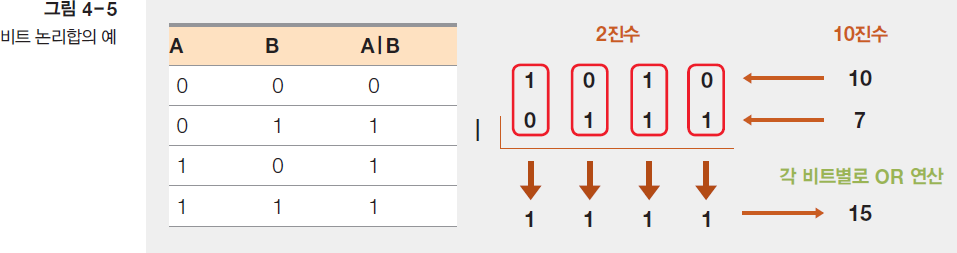 그림 4-5
비트 논리합의 예
A B A|B
0 0 0
0 1 1
1 0 1
1 1 1
2진수 10진수
1 0 1 0 10
| 0 1 1 1 7
각 비트별로 OR 연산
1 1 1 1 15